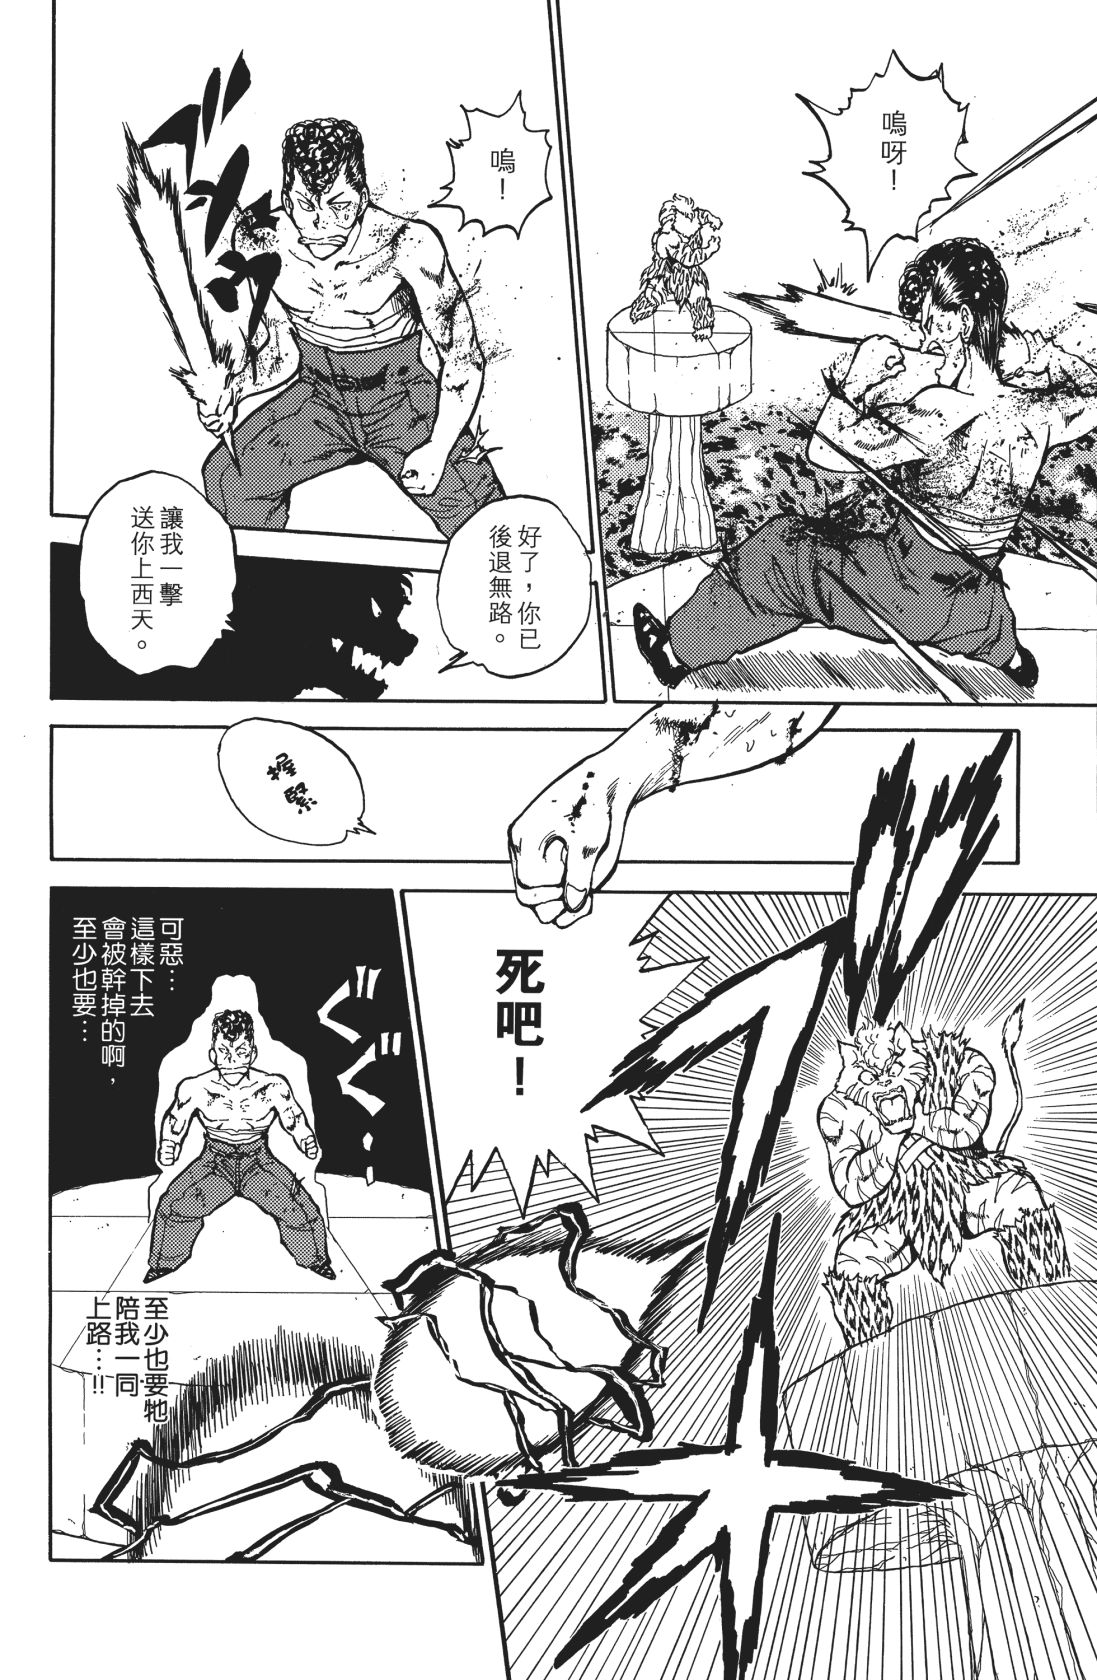 嗚呀！
嗚！
好了，你已
後退無路。
讓我一擊
送你上西天。
握
緊
死吧！
可惡…
這樣下去
會被幹掉的啊，
至少也要…
至少也要牠
陪我一同
上路…!!